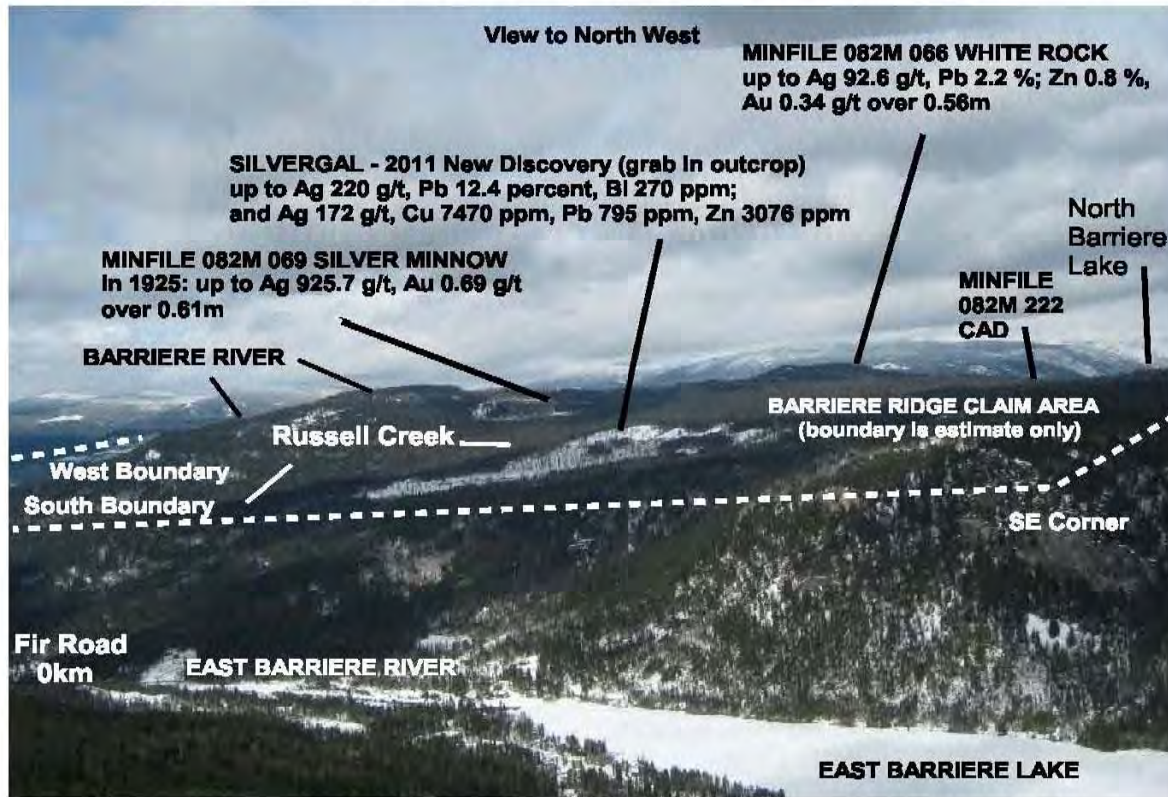 View to North West
MINFILE 082M 066 WHITE ROCK
up to Ag 92.6 g/t, Pb 2.2 %; Zn 0.8 %,
Au 0.34 g/t over 0.56m
SILVERGAL - 2011 New Discovery (grab in outcrop)
up to Ag 220 g/t, Pb 12.4 percent, Bi 270 ppm;
and Ag 172 g/t, Cu 7470 ppm, Pb 795 ppm, Zn 3076 ppm
North
Barriere
Lake
MINFILE 082M 069 SILVER MINNOW
in 1925: up to Ag 925.7 g/t, Au 0.69 g/t
over 0.61m
MINFILE
082M 222
CAD
BARRIERE RIVER
BARRIERE RIDGE CLAIM AREA
(boundary is estimate only)
Russell Creek
West Boundary
South Boundary
SE Corner
Fir Road
0km
EAST BARRIERE RIVER
EAST BARRIERE LAKE